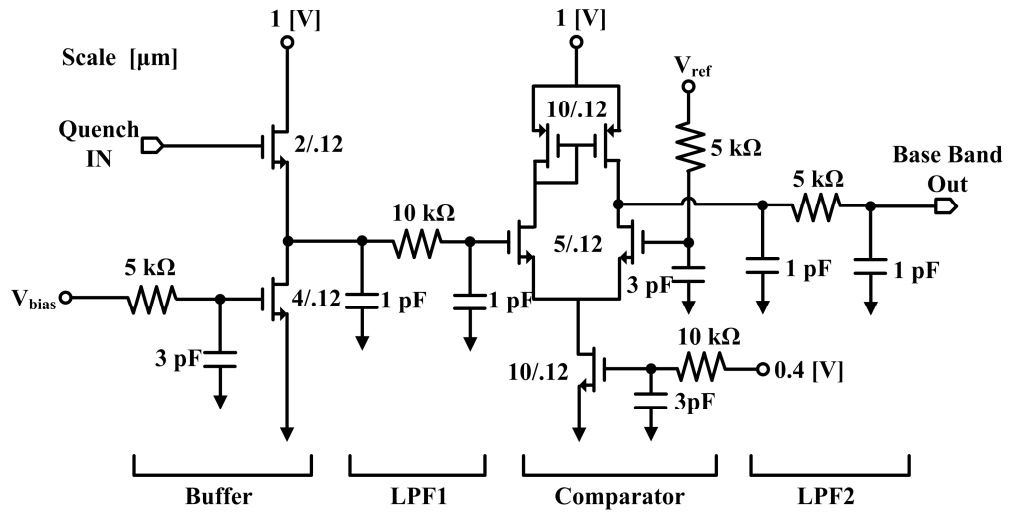 1 [V]
1 [V]
Scale [µm]
V_ref
10/.12
Quench
IN
2/.12
5 kΩ
Base Band
Out
5 kΩ
10 kΩ
5/.12
5 kΩ
V_bias
4/.12
1 pF
1 pF
3 pF
1 pF
1 pF
3 pF
10 kΩ
10/.12
0.4 [V]
3pF
Buffer
LPF1
Comparator
LPF2